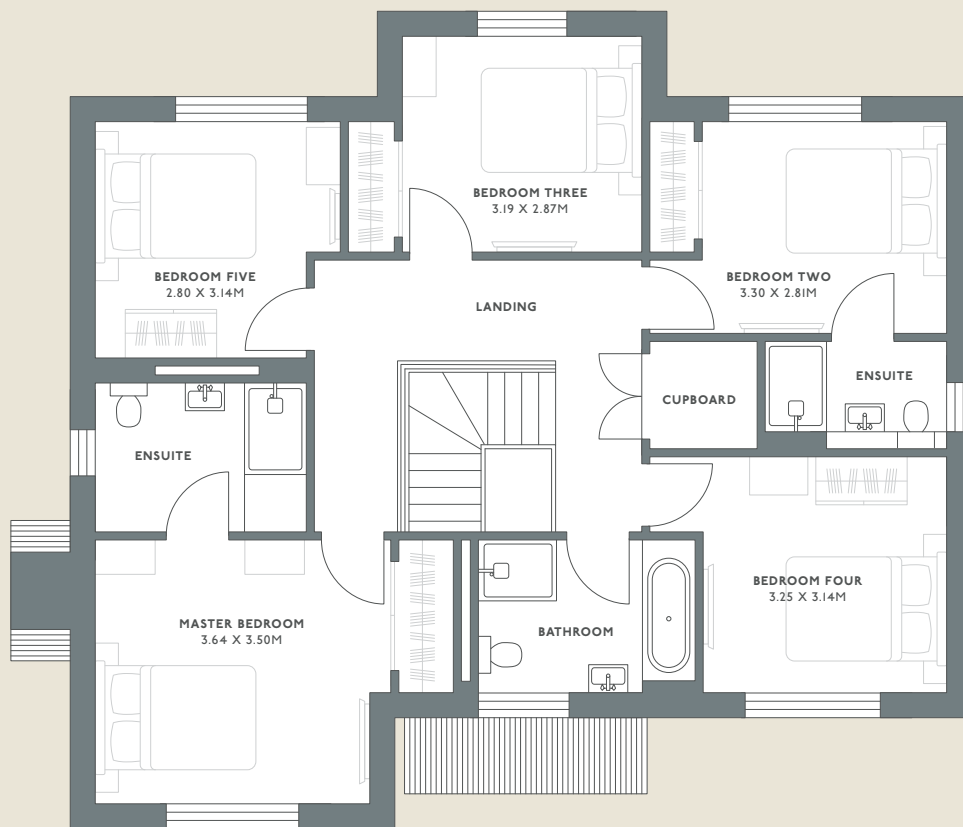 BEDROOM THREE
3.19 X 2.87M
BEDROOM FIVE
2.80 X 3.14M
BEDROOM TWO
3.30 X 2.81M
LANDING
ENSUITE
CUPBOARD
ENSUITE
BEDROOM FOUR
3.25 X 3.14M
MASTER BEDROOM
3.64 X 3.50M
BATHROOM